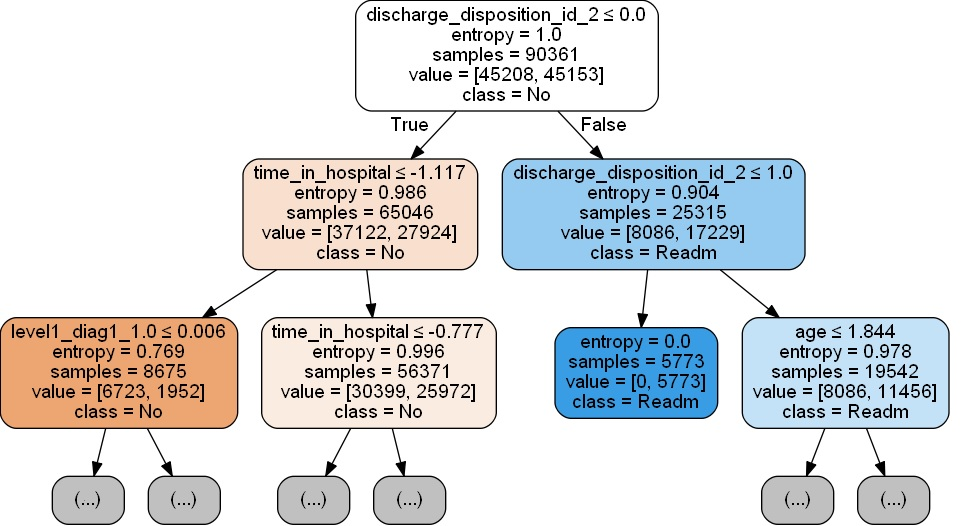 discharge_disposition_id_2 ≤ 0.0
entropy = 1.0
samples = 90361
value = [45208, 45153]
class = No
True
False
time_in_hospital ≤ -1.117
entropy = 0.986
samples = 65046
value = [37122, 27924]
class = No
discharge_disposition_id_2 ≤ 1.0
entropy = 0.904
samples = 25315
value = [8086, 17229]
class = Readm
level1_diag1_1.0 ≤ 0.006
entropy = 0.769
samples = 8675
value = [6723, 1952]
class = No
time_in_hospital ≤ -0.777
entropy = 0.996
samples = 56371
value = [30399, 25972]
class = No
entropy = 0.0
samples = 5773
value = [0, 5773]
class = Readm
age ≤ 1.844
entropy = 0.978
samples = 19542
value = [8086, 11456]
class = Readm
(...)
(...)
(...)
(...)
(...)
(...)